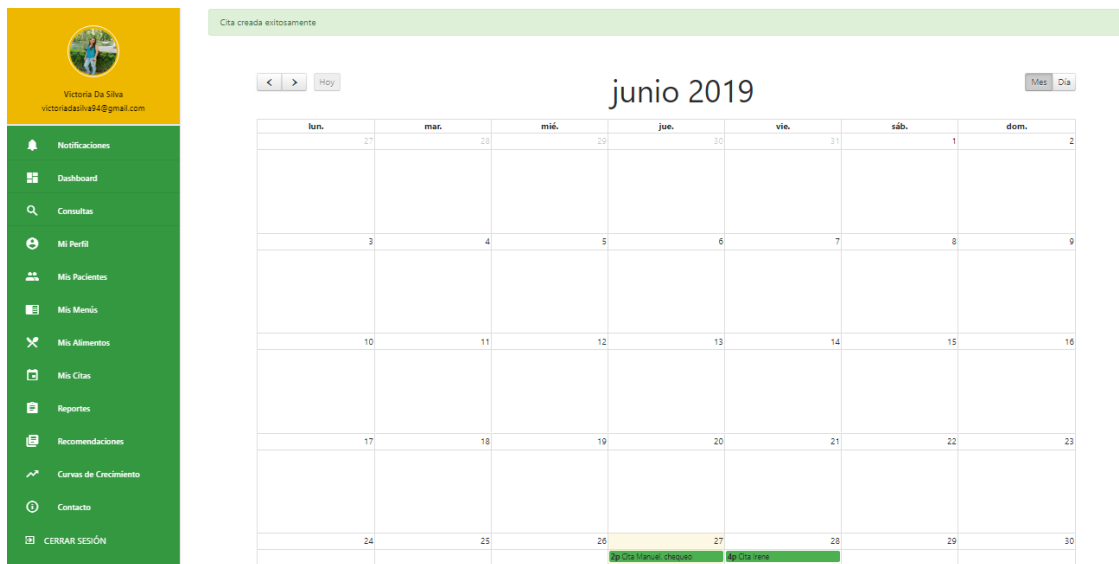 Victoria Da Silva
victoriadasilva94@gmail.com
Notificaciones
Dashboard
Consultas
Mi Perfil
Mis Pacientes
Mis Menús
Mis Alimentos
Mis Citas
Reportes
Recomendaciones
Curvas de Crecimiento
Contacto
CERRAR SESIÓN
Cita creada exitosamente
Hoy
junio 2019
Mes Día
lun. mar. mié. jue. vie. sáb. dom.
27 28 29 30 31 1 2
3 4 5 6 7 8 9
10 11 12 13 14 15 16
17 18 19 20 21 22 23
24 25 26 27 28 29 30
2p Cita Manuel. chequeo 4p Cita Irene